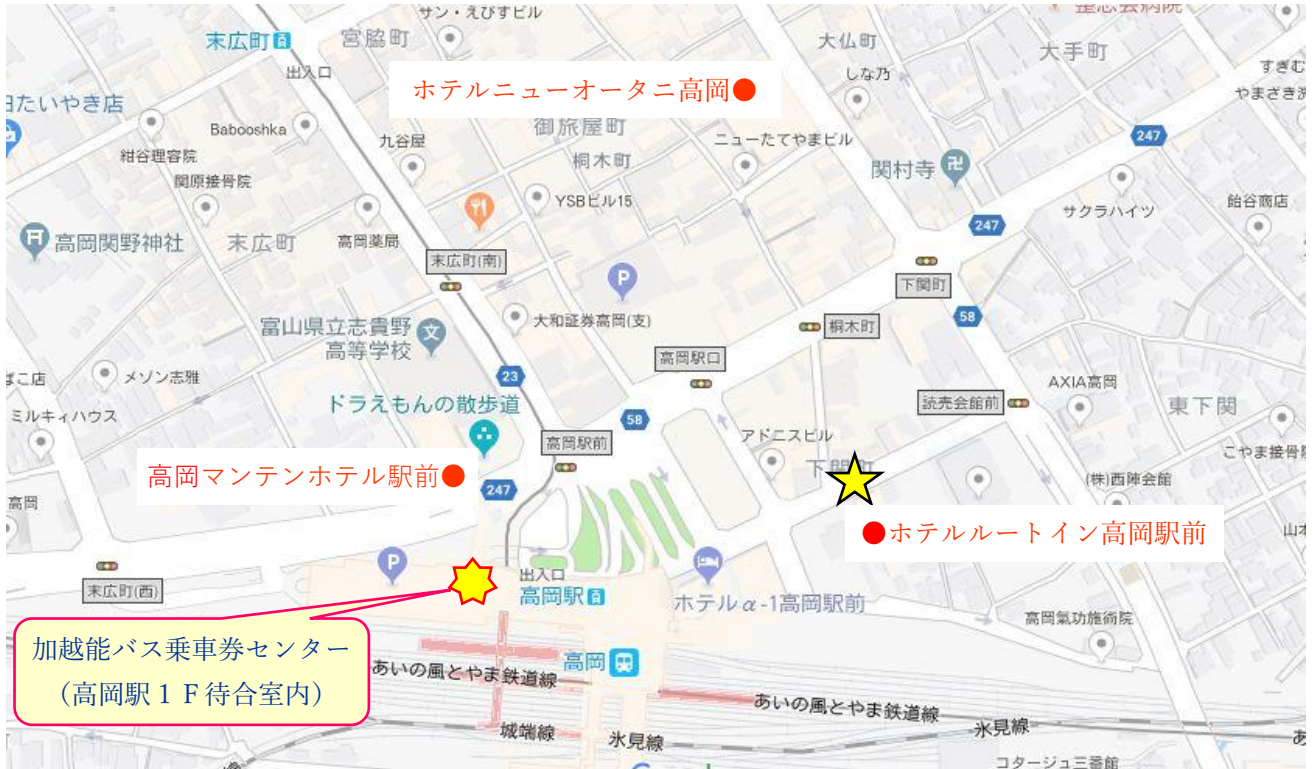 サン・えびすビル
末広町
宮脇町
大仏町
大手町
出入口
しな乃
ホテルニューオータニ高岡●
たいやき店
Babooshka
九谷屋
御旅屋町
桐木町
ニューたてやまビル
247
紺谷理容院
関原接骨院
YSBビル15
関村寺
サクラハイツ
飴谷商店
高岡関野神社
末広町
高岡薬局
247
末広町(南)
P
下関町
大和証券高岡(支)
桐木町
58
富山県立志貴野
高等学校
文
高岡駅口
メゾン志雅
23
AXIA高岡
ミルキィハウス
ドラえもんの散歩道
58
読売会館前
東下関
高岡駅前
アドニスビル
下関町
高岡マンテンホテル駅前●
247
(株)西陣会館
高岡
●ホテルルートイン高岡駅前
P
末広町(西)
出入口
高岡駅
ホテルα-1高岡駅前
高岡氣功施術院
加越能バス乗車券センター
(高岡駅1F待合室内)
高岡
あいの風とやま鉄道線
あいの風とやま鉄道線
城端線
氷見線
氷見線
コタージュ三番館